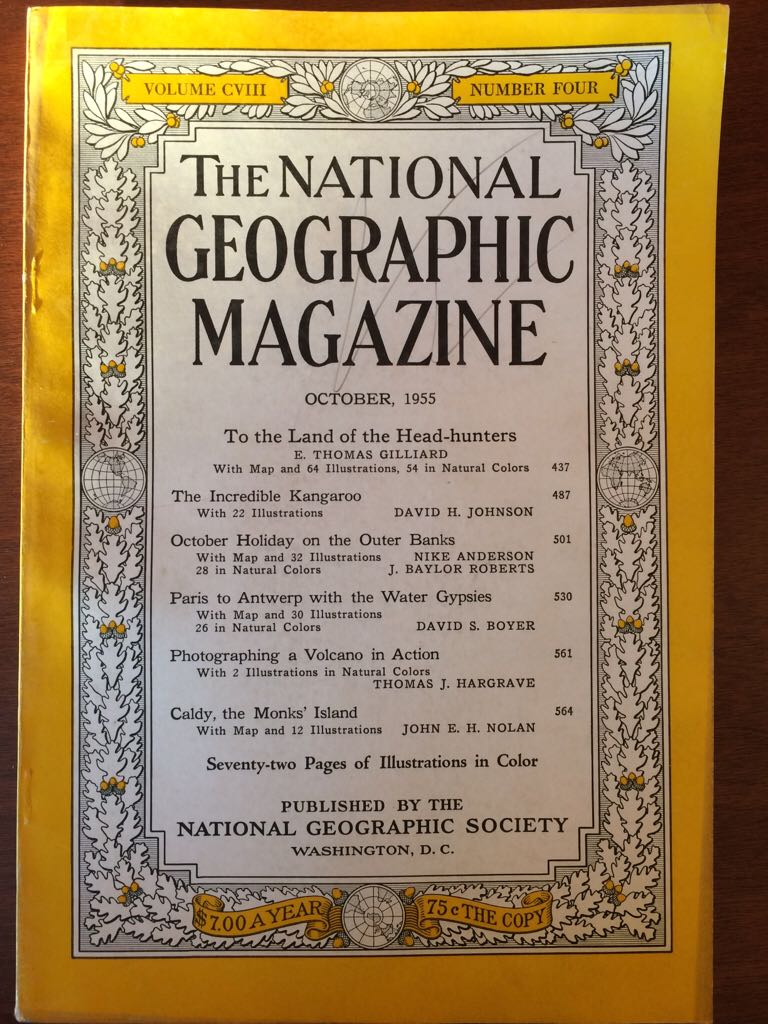 VOLUME CVIII NUMBER FOUR
THE NATIONAL
GEOGRAPHIC
MAGAZINE
OCTOBER, 1955
To the Land of the Head-hunters
E. THOMAS GILLIARD
With Map and 64 Illustrations, 54 in Natural Colors 437
The Incredible Kangaroo 487
With 22 Illustrations DAVID H. JOHNSON
October Holiday on the Outer Banks 501
With Map and 32 Illustrations NIKE ANDERSON
28 in Natural Colors J. BAYLOR ROBERTS
Paris to Antwerp with the Water Gypsies 530
With Map and 30 Illustrations
26 in Natural Colors DAVID S. BOYER
Photographing a Volcano in Action 561
With 2 Illustrations in Natural Colors
THOMAS J. HARGRAVE
Caldy, the Monks' Island 564
With Map and 12 Illustrations JOHN E. H. NOLAN
Seventy-two Pages of Illustrations in Color
PUBLISHED BY THE
NATIONAL GEOGRAPHIC SOCIETY
WASHINGTON, D. C.
$7.00 A YEAR 75c THE COPY